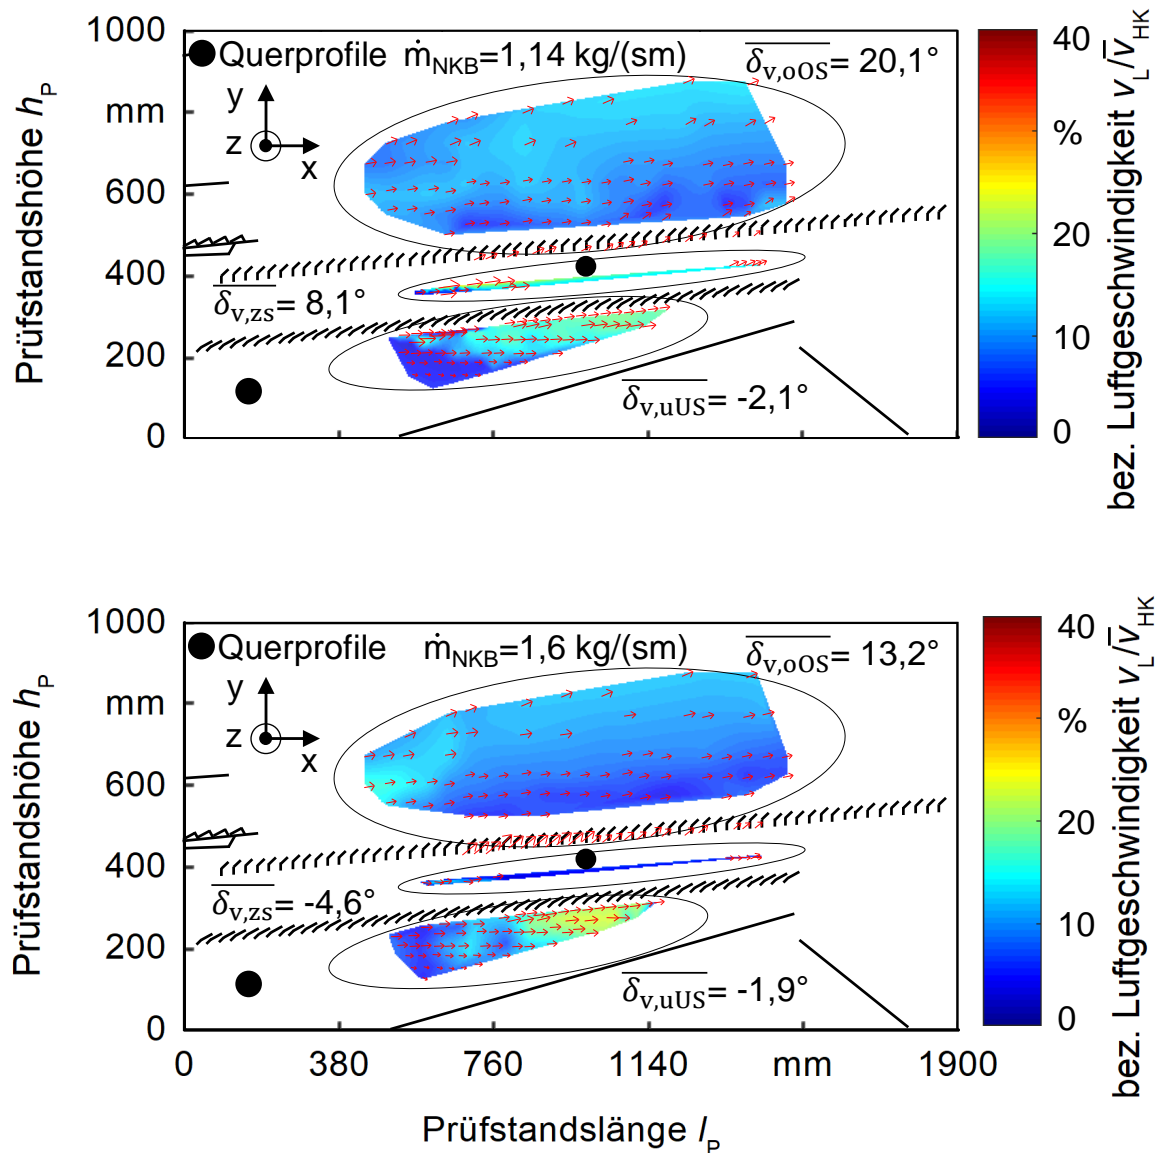 1000
Querprofile ṁNKB=1,14 kg/(sm)
δv,oOS= 20,1°
mm
y
z
x
600
400
δv,zs= 8,1°
200
δv,uUS= -2,1°
0
Prüfstandshöhe hP
40
%
20
10
0
bez. Luftgeschwindigkeit vL/v̅HK
1000
Querprofile ṁNKB=1,6 kg/(sm)
δv,oOS= 13,2°
mm
y
z
x
600
400
δv,zs= -4,6°
200
δv,uUS= -1,9°
0
Prüfstandshöhe hP
40
%
20
10
0
bez. Luftgeschwindigkeit vL/v̅HK
0 380 760 1140 mm 1900
Prüfstandslänge lP